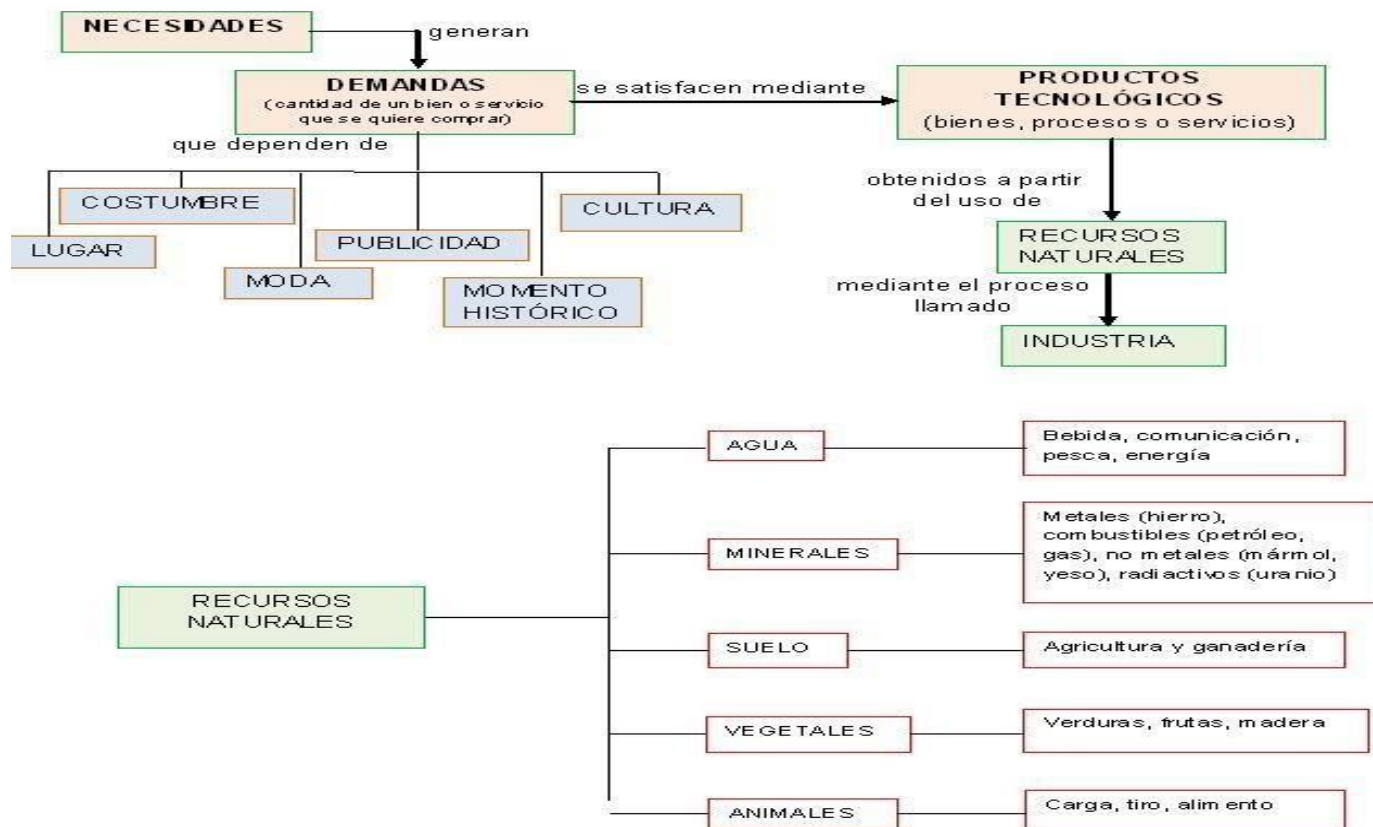 NECESIDADES
generan
DEMANDAS
(cantidad de un bien o servicio
que se quiere comprar)
se satisfacen mediante
PRODUCTOS
TECNOLÓGICOS
(bienes, procesos o servicios)
que dependen de
COSTUMBRE
CULTURA
LUGAR
PUBLICIDAD
MODA
MOMENTO
HISTÓRICO
obtenidos a partir
del uso de
RECURSOS
NATURALES
mediante el proceso
llamado
INDUSTRIA
RECURSOS
NATURALES
AGUA
Bebida, comunicación,
pesca, energía
MINERALES
Metales (hierro),
combustibles (petróleo,
gas), no metales (mármol,
yeso), radiactivos (uranio)
SUELO
Agricultura y ganadería
VEGETALES
Verduras, frutas, madera
ANIMALES
Carga, tiro, alimento